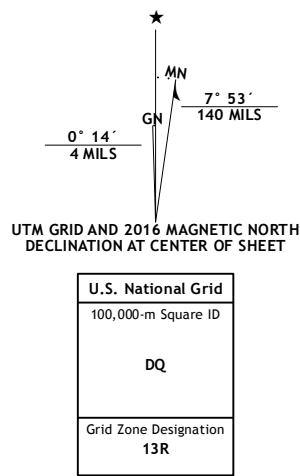 ★
MN
7° 53´
140 MILS
GN
0° 14´
4 MILS
UTM GRID AND 2016 MAGNETIC NORTH
DECLINATION AT CENTER OF SHEET
U.S. National Grid
100,000-m Square ID
DQ
Grid Zone Designation
13R